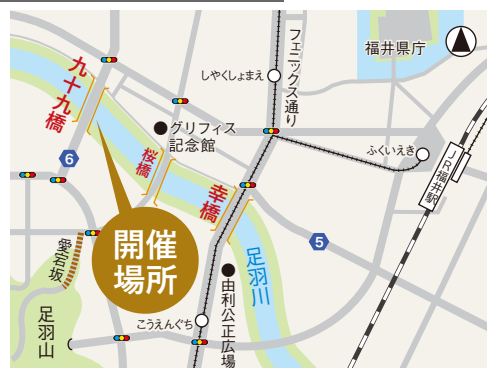 福井県庁
しやくしょまえ
フェニックス通り
九十九橋
グリフィス
記念館
ふくいえき
JR福井駅
6
桜橋
幸橋
開催
場所
5
愛宕坂
足羽川
足羽山
こうえんぐち
由利公正広場